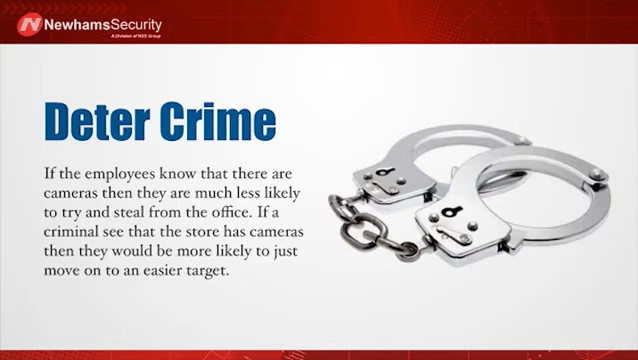 NewhamsSecurity
A Division of NSS Group
Deter Crime
If the employees know that there are
cameras then they are much less likely
to try and steal from the office. If a
criminal see that the store has cameras
then they would be more likely to just
move on to an easier target.